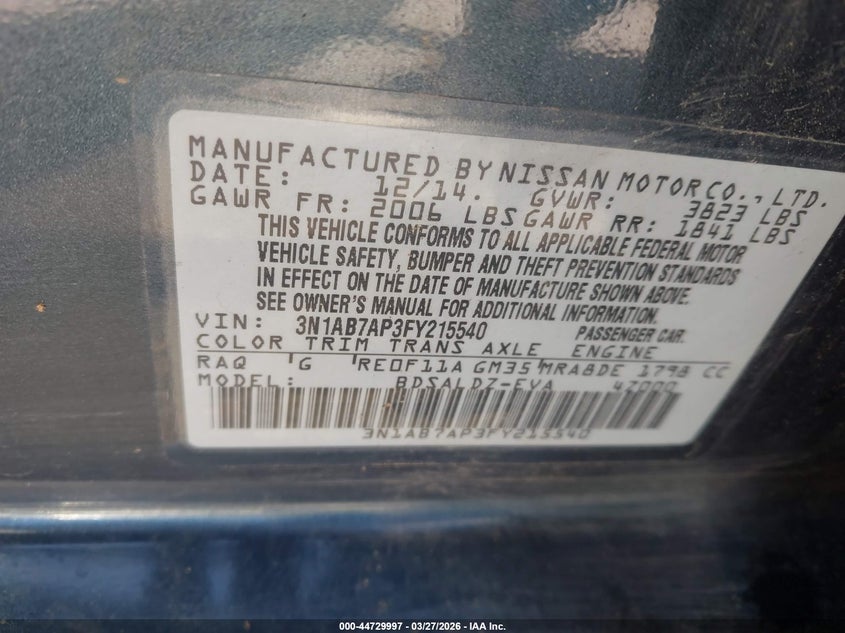 MANUFACTURED BY NISSAN MOTOR CO., LTD.
DATE: 12/14. GVWR: 3823 LBS
GAWR FR: 2006 LBS GAWR RR: 1841 LBS
THIS VEHICLE CONFORMS TO ALL APPLICABLE FEDERAL MOTOR
VEHICLE SAFETY, BUMPER AND THEFT PREVENTION STANDARDS
IN EFFECT ON THE DATE OF MANUFACTURE SHOWN ABOVE.
SEE OWNER'S MANUAL FOR ADDITIONAL INFORMATION.
VIN: 3N1AB7AP3FY215540 PASSENGER CAR.
COLOR TRIM TRANS AXLE ENGINE
RAQ G RE0F11A GM35 MRA8DE 1798 CC
MODEL: BDSALDZ-EVA 4Z000
3N1AB7AP3FY215540
000-44729997 | 03/27/2026 - IAA Inc.